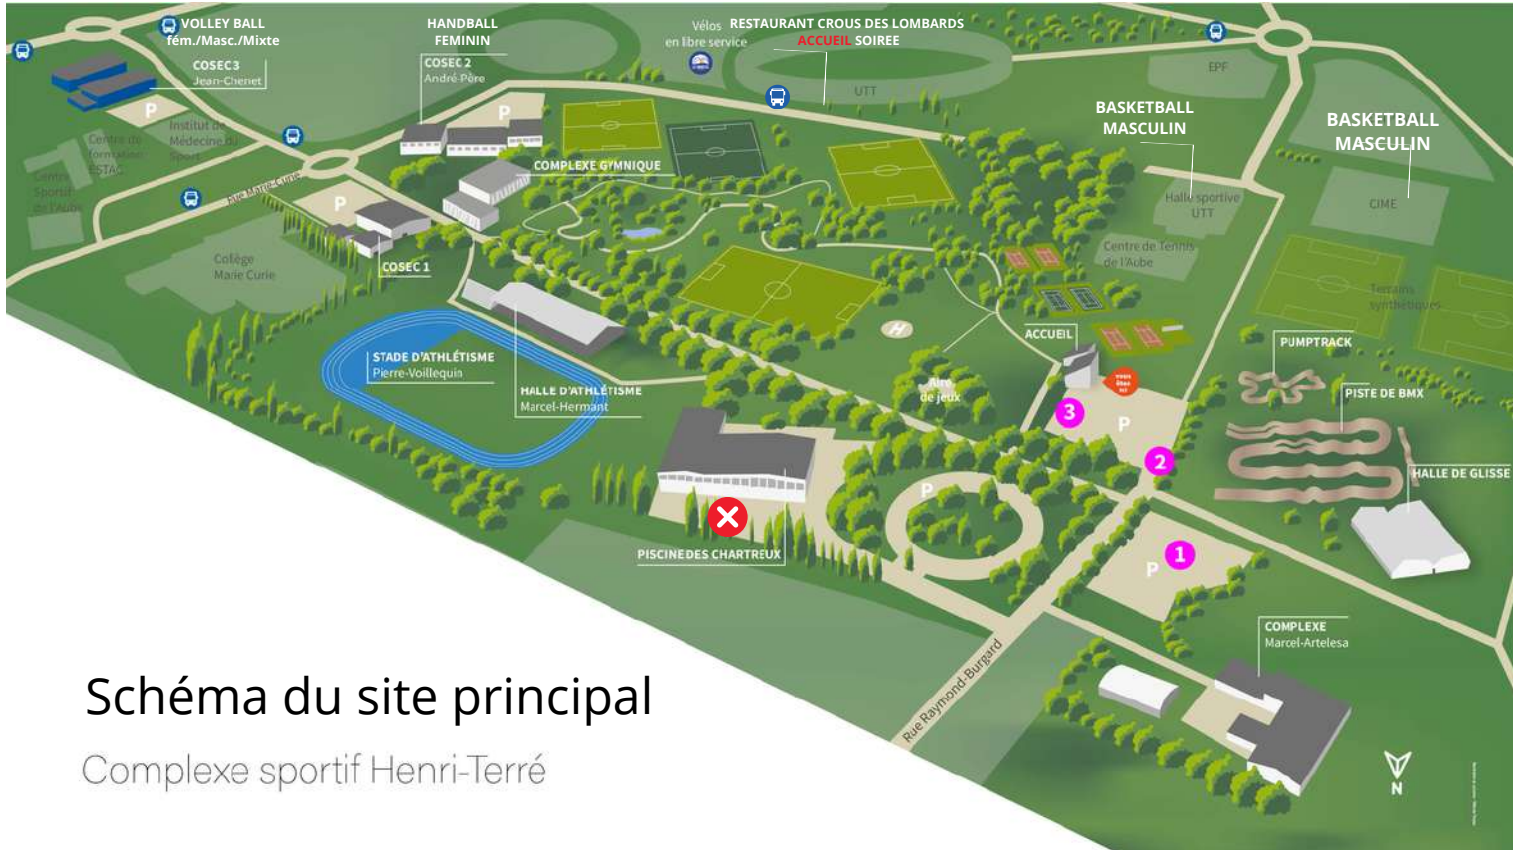 VOLLEY BALL
fém./Masc./Mixte
COSEC 3
Jean-Chenet
HANDBALL
FEMININ
COSEC 2
André-Père
Vélos
en libre service
RESTAURANT CROUS DES LOMBARDS
ACCUEIL SOIREE
UTT
EPF
BASKETBALL
MASCULIN
BASKETBALL
MASCULIN
P
Institut de
Médecine du
Sport
Centre de
formation
ESTAC
Centre
Sportif
de l'Aube
Rue Marie-Curie
P
P
COMPLEXE GYMNIQUE
Halle sportive
UTT
CIME
Centre de Tennis
de l'Aube
Collège
Marie Curie
COSEC 1
Terrains
synthétiques
H
ACCUEIL
vous
êtes
ici
PUMPTRACK
STADE D'ATHLÉTISME
Pierre-Voillequin
HALLE D'ATHLÉTISME
Marcel-Hermant
Aire
de jeux
3
P
2
PISTE DE BMX
HALLE DE GLISSE
P
PISCINE DES CHARTREUX
1
P
COMPLEXE
Marcel-Artelesa
Rue Raymond-Burgard
Schéma du site principal
Complexe sportif Henri-Terré
N